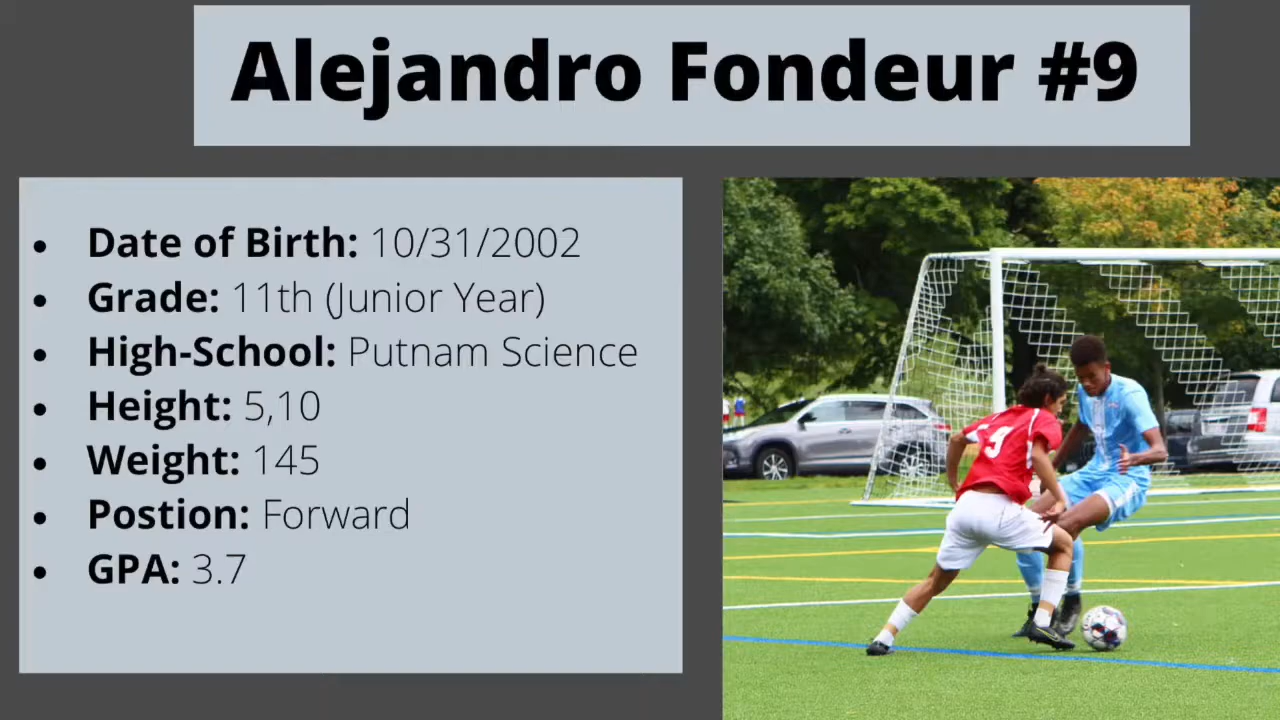 Alejandro Fondeur #9
• Date of Birth: 10/31/2002
• Grade: 11th (Junior Year)
• High-School: Putnam Science
• Height: 5,10
• Weight: 145
• Postion: Forward
• GPA: 3.7
9